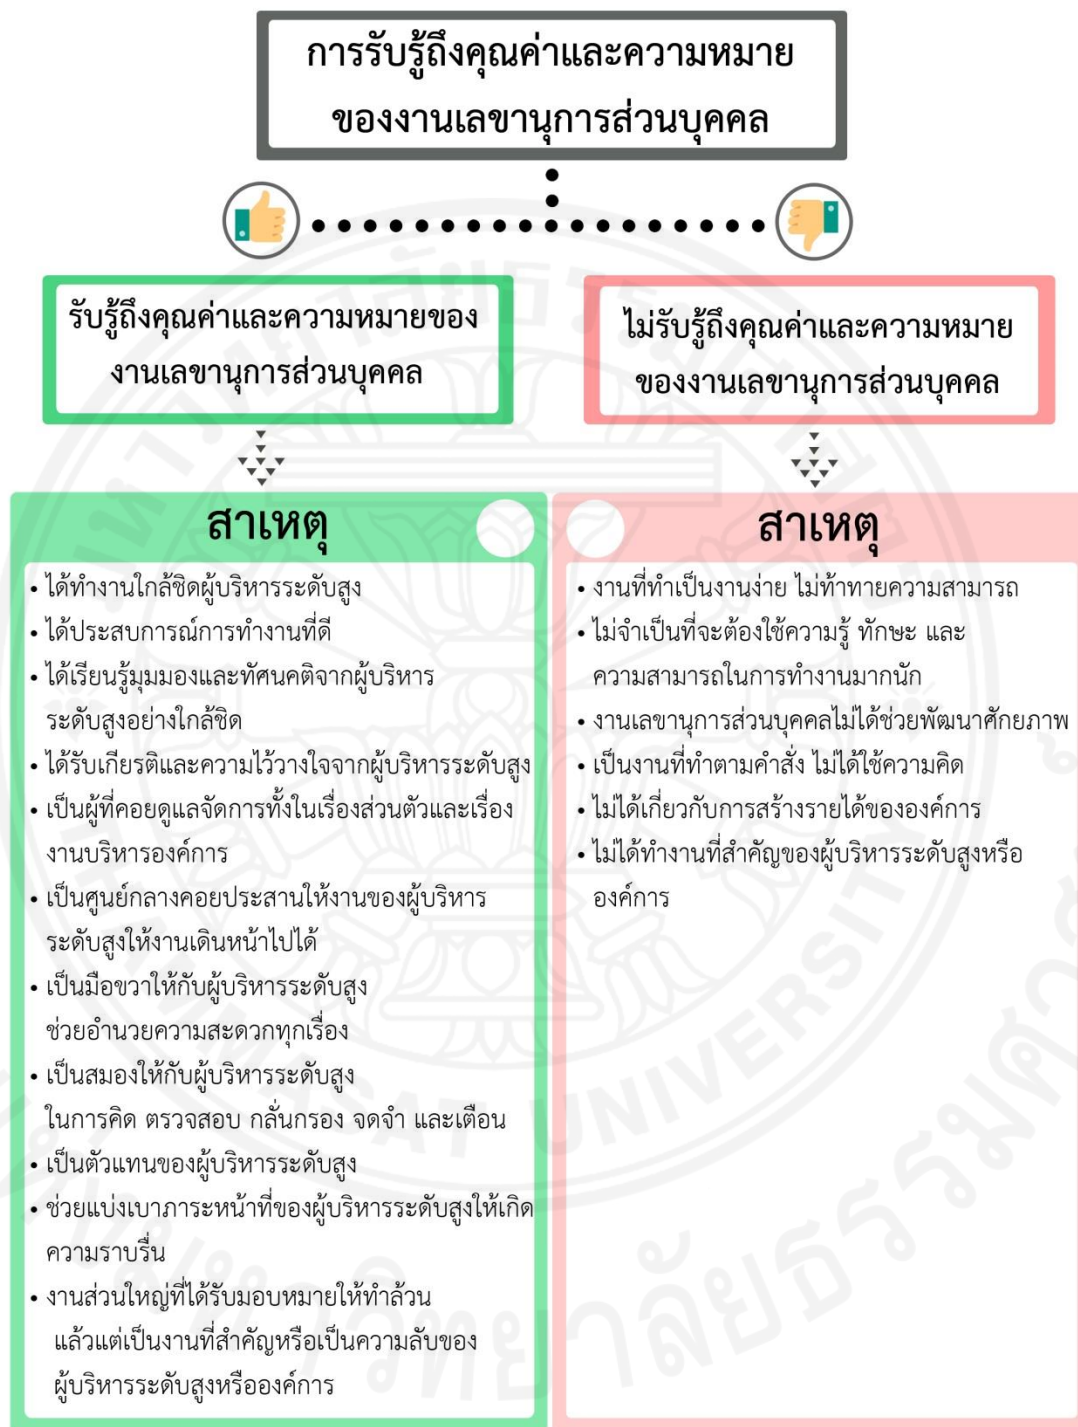 การรับรู้ถึงคุณค่าและความหมาย
ของงานเลขานุการส่วนบุคคล
รับรู้ถึงคุณค่าและความหมายของ
งานเลขานุการส่วนบุคคล
ไม่รับรู้ถึงคุณค่าและความหมาย
ของงานเลขานุการส่วนบุคคล
สาเหตุ
• ได้ทำงานใกล้ชิดผู้บริหารระดับสูง
• ได้ประสบการณ์การทำงานที่ดี
• ได้เรียนรู้มุมมองและทัศนคติจากผู้บริหาร
ระดับสูงอย่างใกล้ชิด
• ได้รับเกียรติและความไว้วางใจจากผู้บริหารระดับสูง
• เป็นผู้ที่คอยดูแลจัดการทั้งในเรื่องส่วนตัวและเรื่อง
งานบริหารองค์การ
• เป็นศูนย์กลางคอยประสานให้งานของผู้บริหาร
ระดับสูงให้งานเดินหน้าไปได้
• เป็นมือขวาให้กับผู้บริหารระดับสูง
ช่วยอำนวยความสะดวกทุกเรื่อง
• เป็นสมองให้กับผู้บริหารระดับสูง
ในการคิด ตรวจสอบ กลั่นกรอง จดจำ และเตือน
• เป็นตัวแทนของผู้บริหารระดับสูง
• ช่วยแบ่งเบาภาระหน้าที่ของผู้บริหารระดับสูงให้เกิด
ความราบรื่น
• งานส่วนใหญ่ที่ได้รับมอบหมายให้ทำล้วน
แล้วแต่เป็นงานที่สำคัญหรือเป็นความลับของ
ผู้บริหารระดับสูงหรือองค์การ
สาเหตุ
• งานที่ทำเป็นงานง่าย ไม่ท้าทายความสามารถ
• ไม่จำเป็นที่จะต้องใช้ความรู้ ทักษะ และ
ความสามารถในการทำงานมากนัก
• งานเลขานุการส่วนบุคคลไม่ได้ช่วยพัฒนาศักยภาพ
• เป็นงานที่ทำตามคำสั่ง ไม่ได้ใช้ความคิด
• ไม่ได้เกี่ยวกับการสร้างรายได้ขององค์การ
• ไม่ได้ทำงานที่สำคัญของผู้บริหารระดับสูงหรือ
องค์การ